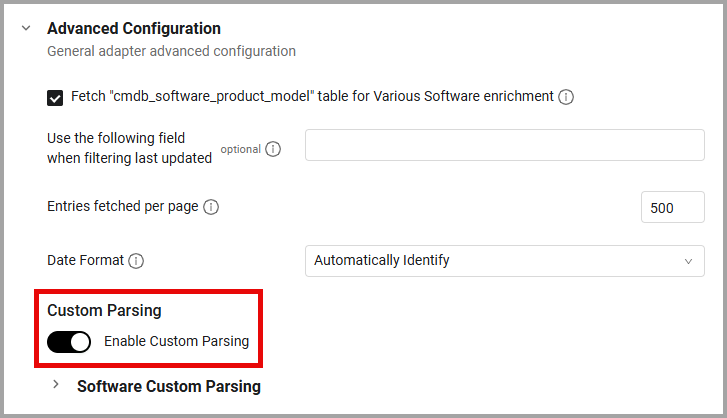 Advanced Configuration
General adapter advanced configuration
Fetch "cmdb_software_product_model" table for Various Software enrichment
Use the following field
when filtering last updated optional
Entries fetched per page 500
Date Format Automatically Identify
Custom Parsing
Enable Custom Parsing
Software Custom Parsing